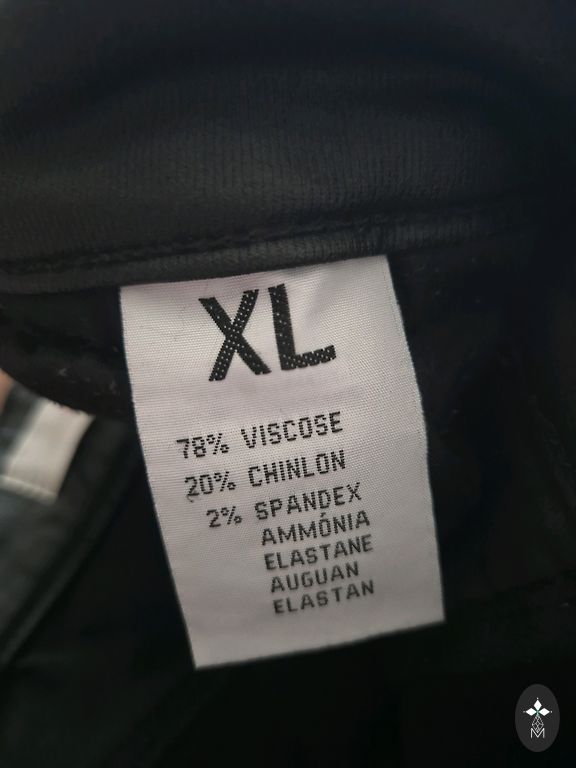 XL
78% VISCOSE
20% CHINLON
2% SPANDEX
AMMÓNIA
ELASTANE
AUGUAN
ELASTAN